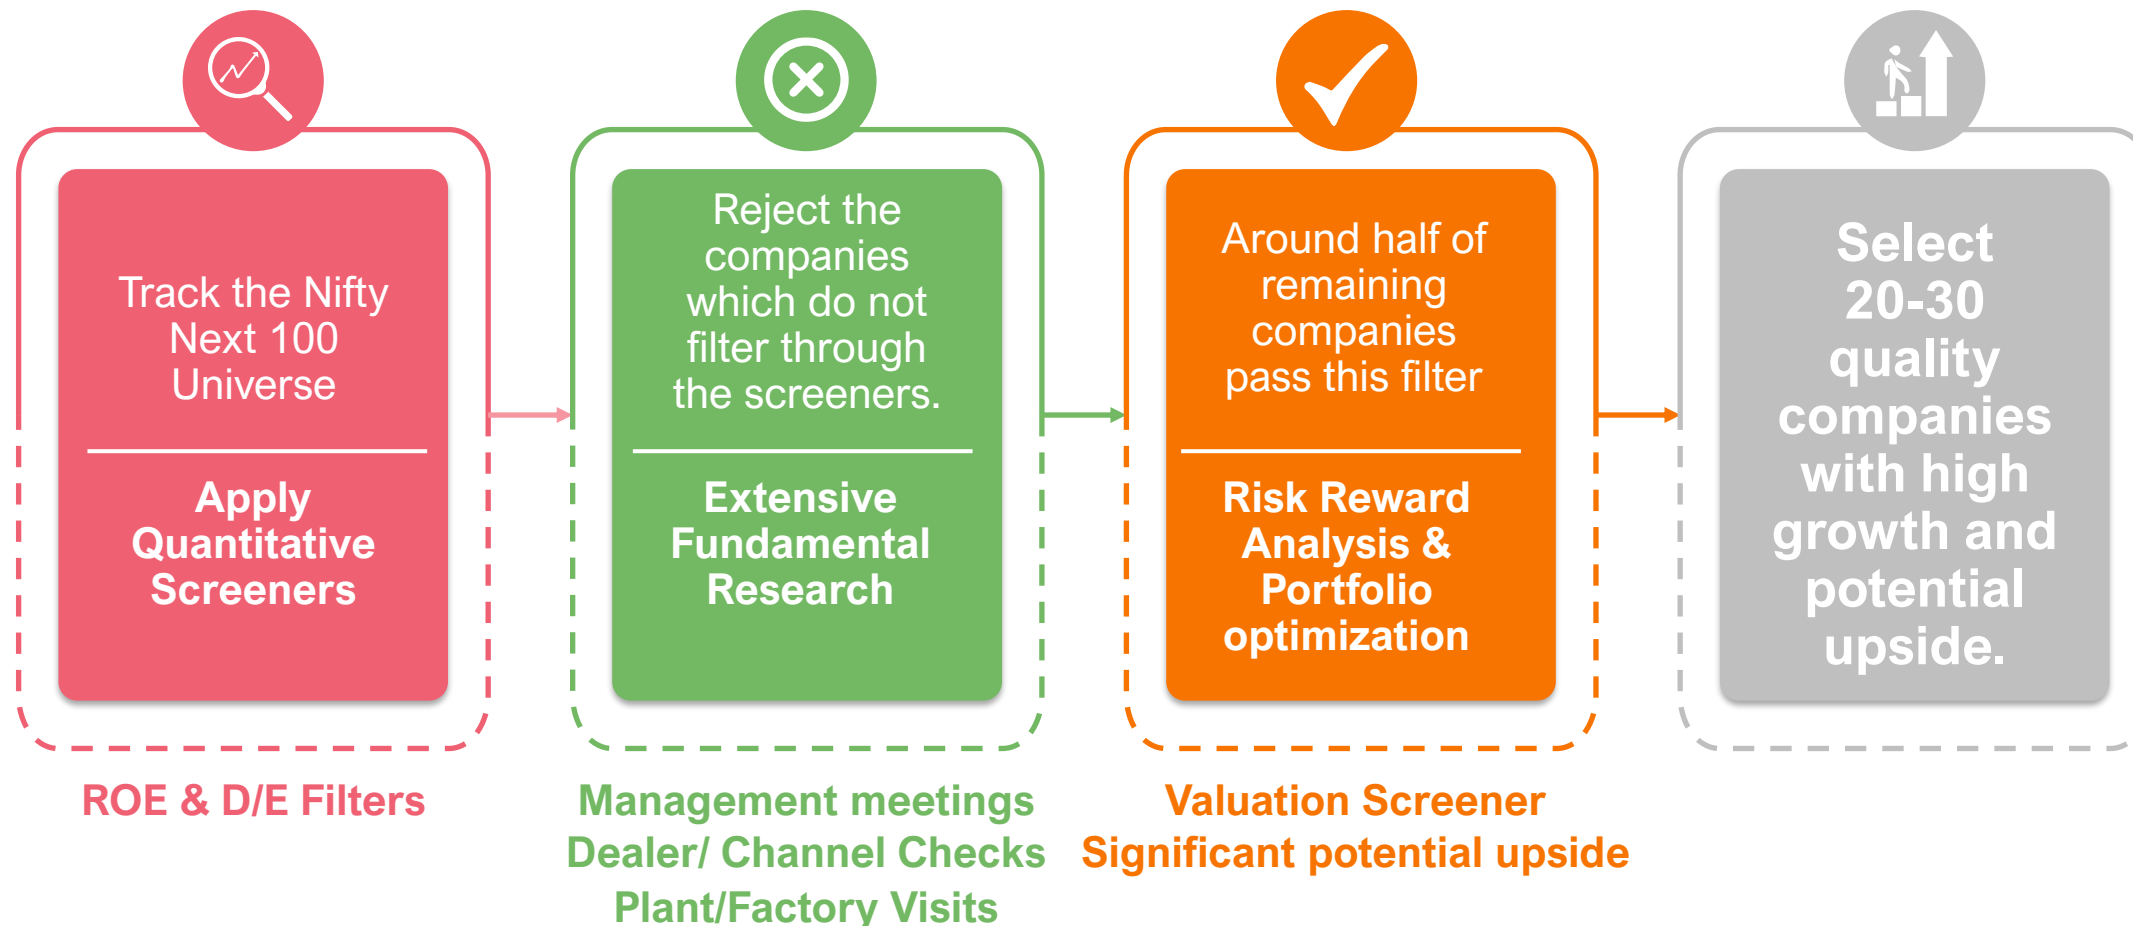 Track the Nifty
Next 100
Universe
Apply
Quantitative
Screeners
ROE & D/E Filters
Reject the
companies
which do not
filter through
the screeners.
Extensive
Fundamental
Research
Management meetings
Dealer/ Channel Checks
Plant/Factory Visits
Around half of
remaining
companies
pass this filter
Risk Reward
Analysis &
Portfolio
optimization
Valuation Screener
Significant potential upside
Select
20-30
quality
companies
with high
growth and
potential
upside.